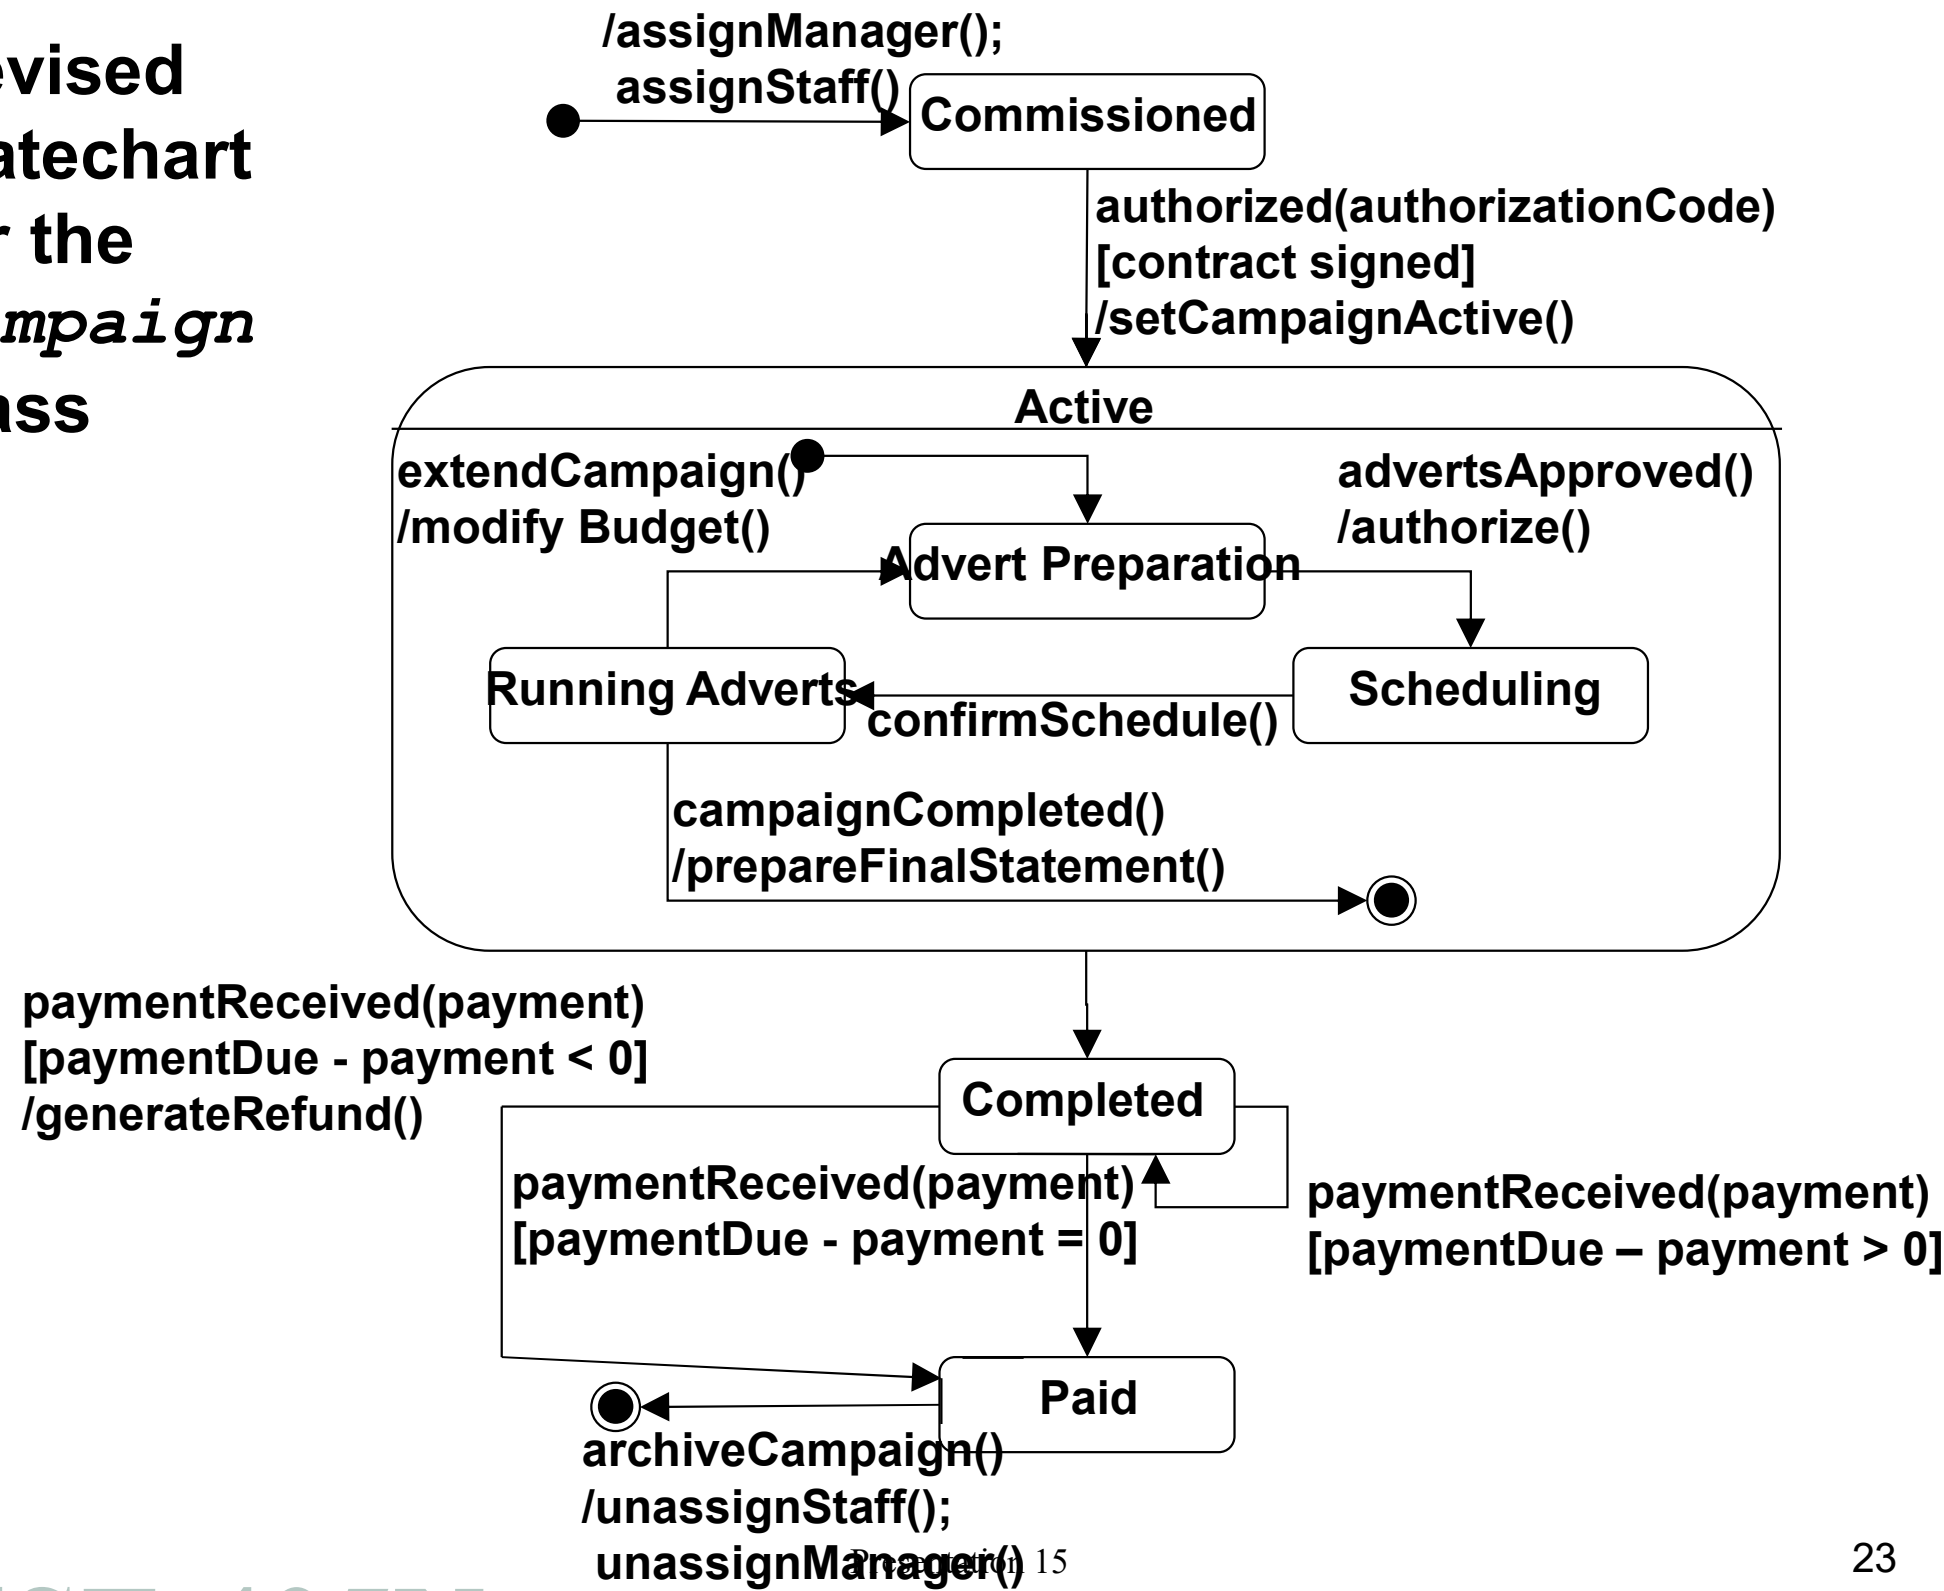 evised
atechart
r the
mpaign
ass
/assignManager();
assignStaff()
Commissioned
authorized(authorizationCode)
[contract signed]
/setCampaignActive()
Active
extendCampaign()
/modify Budget()
advertsApproved()
/authorize()
Advert Preparation
Running Adverts
Scheduling
confirmSchedule()
campaignCompleted()
/prepareFinalStatement()
paymentReceived(payment)
[paymentDue - payment < 0]
/generateRefund()
Completed
paymentReceived(payment)
[paymentDue - payment = 0]
paymentReceived(payment)
[paymentDue – payment > 0]
Paid
archiveCampaign()
/unassignStaff();
unassignManager()
Presentation 15
23